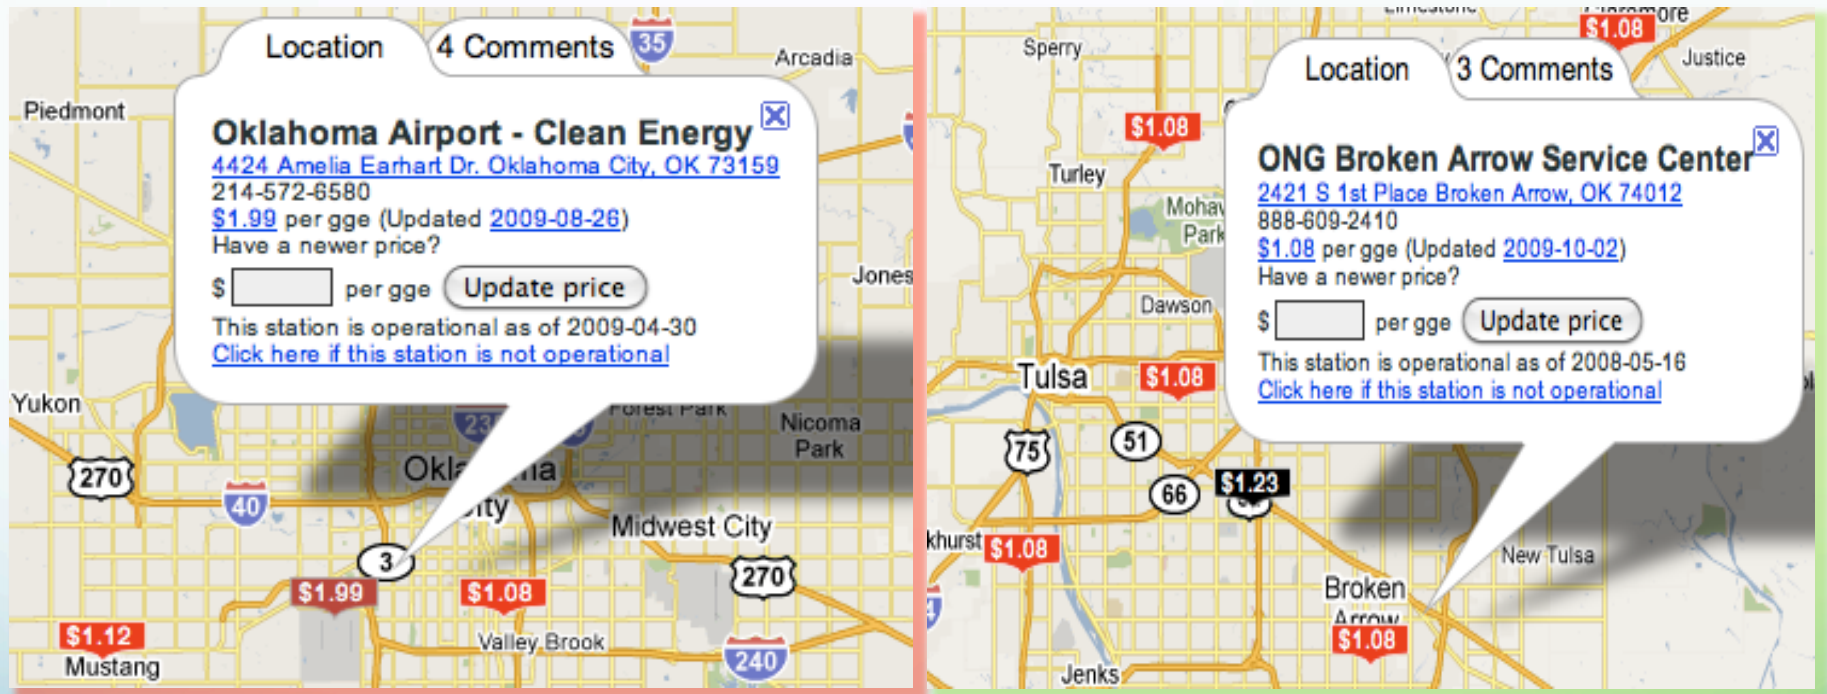 Location
4 Comments
35
Arcadia
Piedmont
Oklahoma Airport - Clean Energy
4424 Amelia Earhart Dr. Oklahoma City, OK 73159
214-572-6580
$1.99 per gge (Updated 2009-08-26)
Have a newer price?
$ per gge Update price
This station is operational as of 2009-04-30
Click here if this station is not operational
Jones
Yukon
Forest Park
Nicoma
Park
270
40
City
Midwest City
3
270
$1.99
$1.08
$1.12
Mustang
Valley Brook
240
$1.08
Sperry
Justice
Location
3 Comments
$1.08
Turley
ONG Broken Arrow Service Center
2421 S 1st Place Broken Arrow, OK 74012
888-609-2410
$1.08 per gge (Updated 2009-10-02)
Have a newer price?
$ per gge Update price
This station is operational as of 2008-05-16
Click here if this station is not operational
Park
Dawson
Tulsa
$1.08
75
51
66
$1.23
$1.08
New Tulsa
Broken
Arrow
$1.08
Jenks